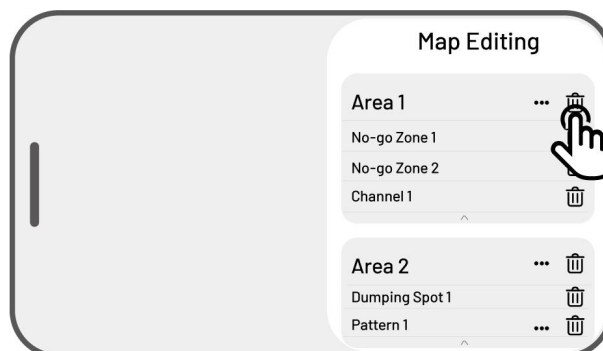 Map Editing
Area 1
No-go Zone 1
No-go Zone 2
Channel 1
Area 2
Dumping Spot 1
Pattern 1